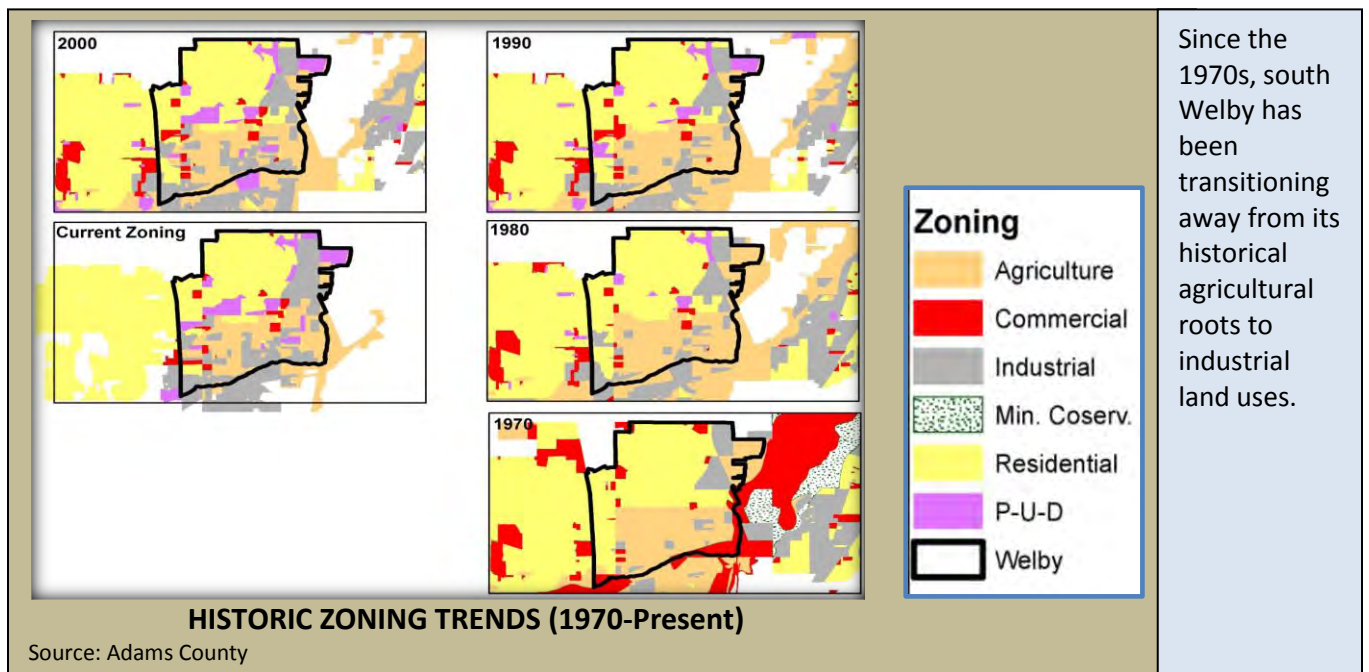 2000
1990
Current Zoning
1980
1970
Zoning
Agriculture
Commercial
Industrial
Min. Coserv.
Residential
P-U-D
Welby
HISTORIC ZONING TRENDS (1970-Present)
Source: Adams County
Since the
1970s, south
Welby has
been
transitioning
away from its
historical
agricultural
roots to
industrial
land uses.